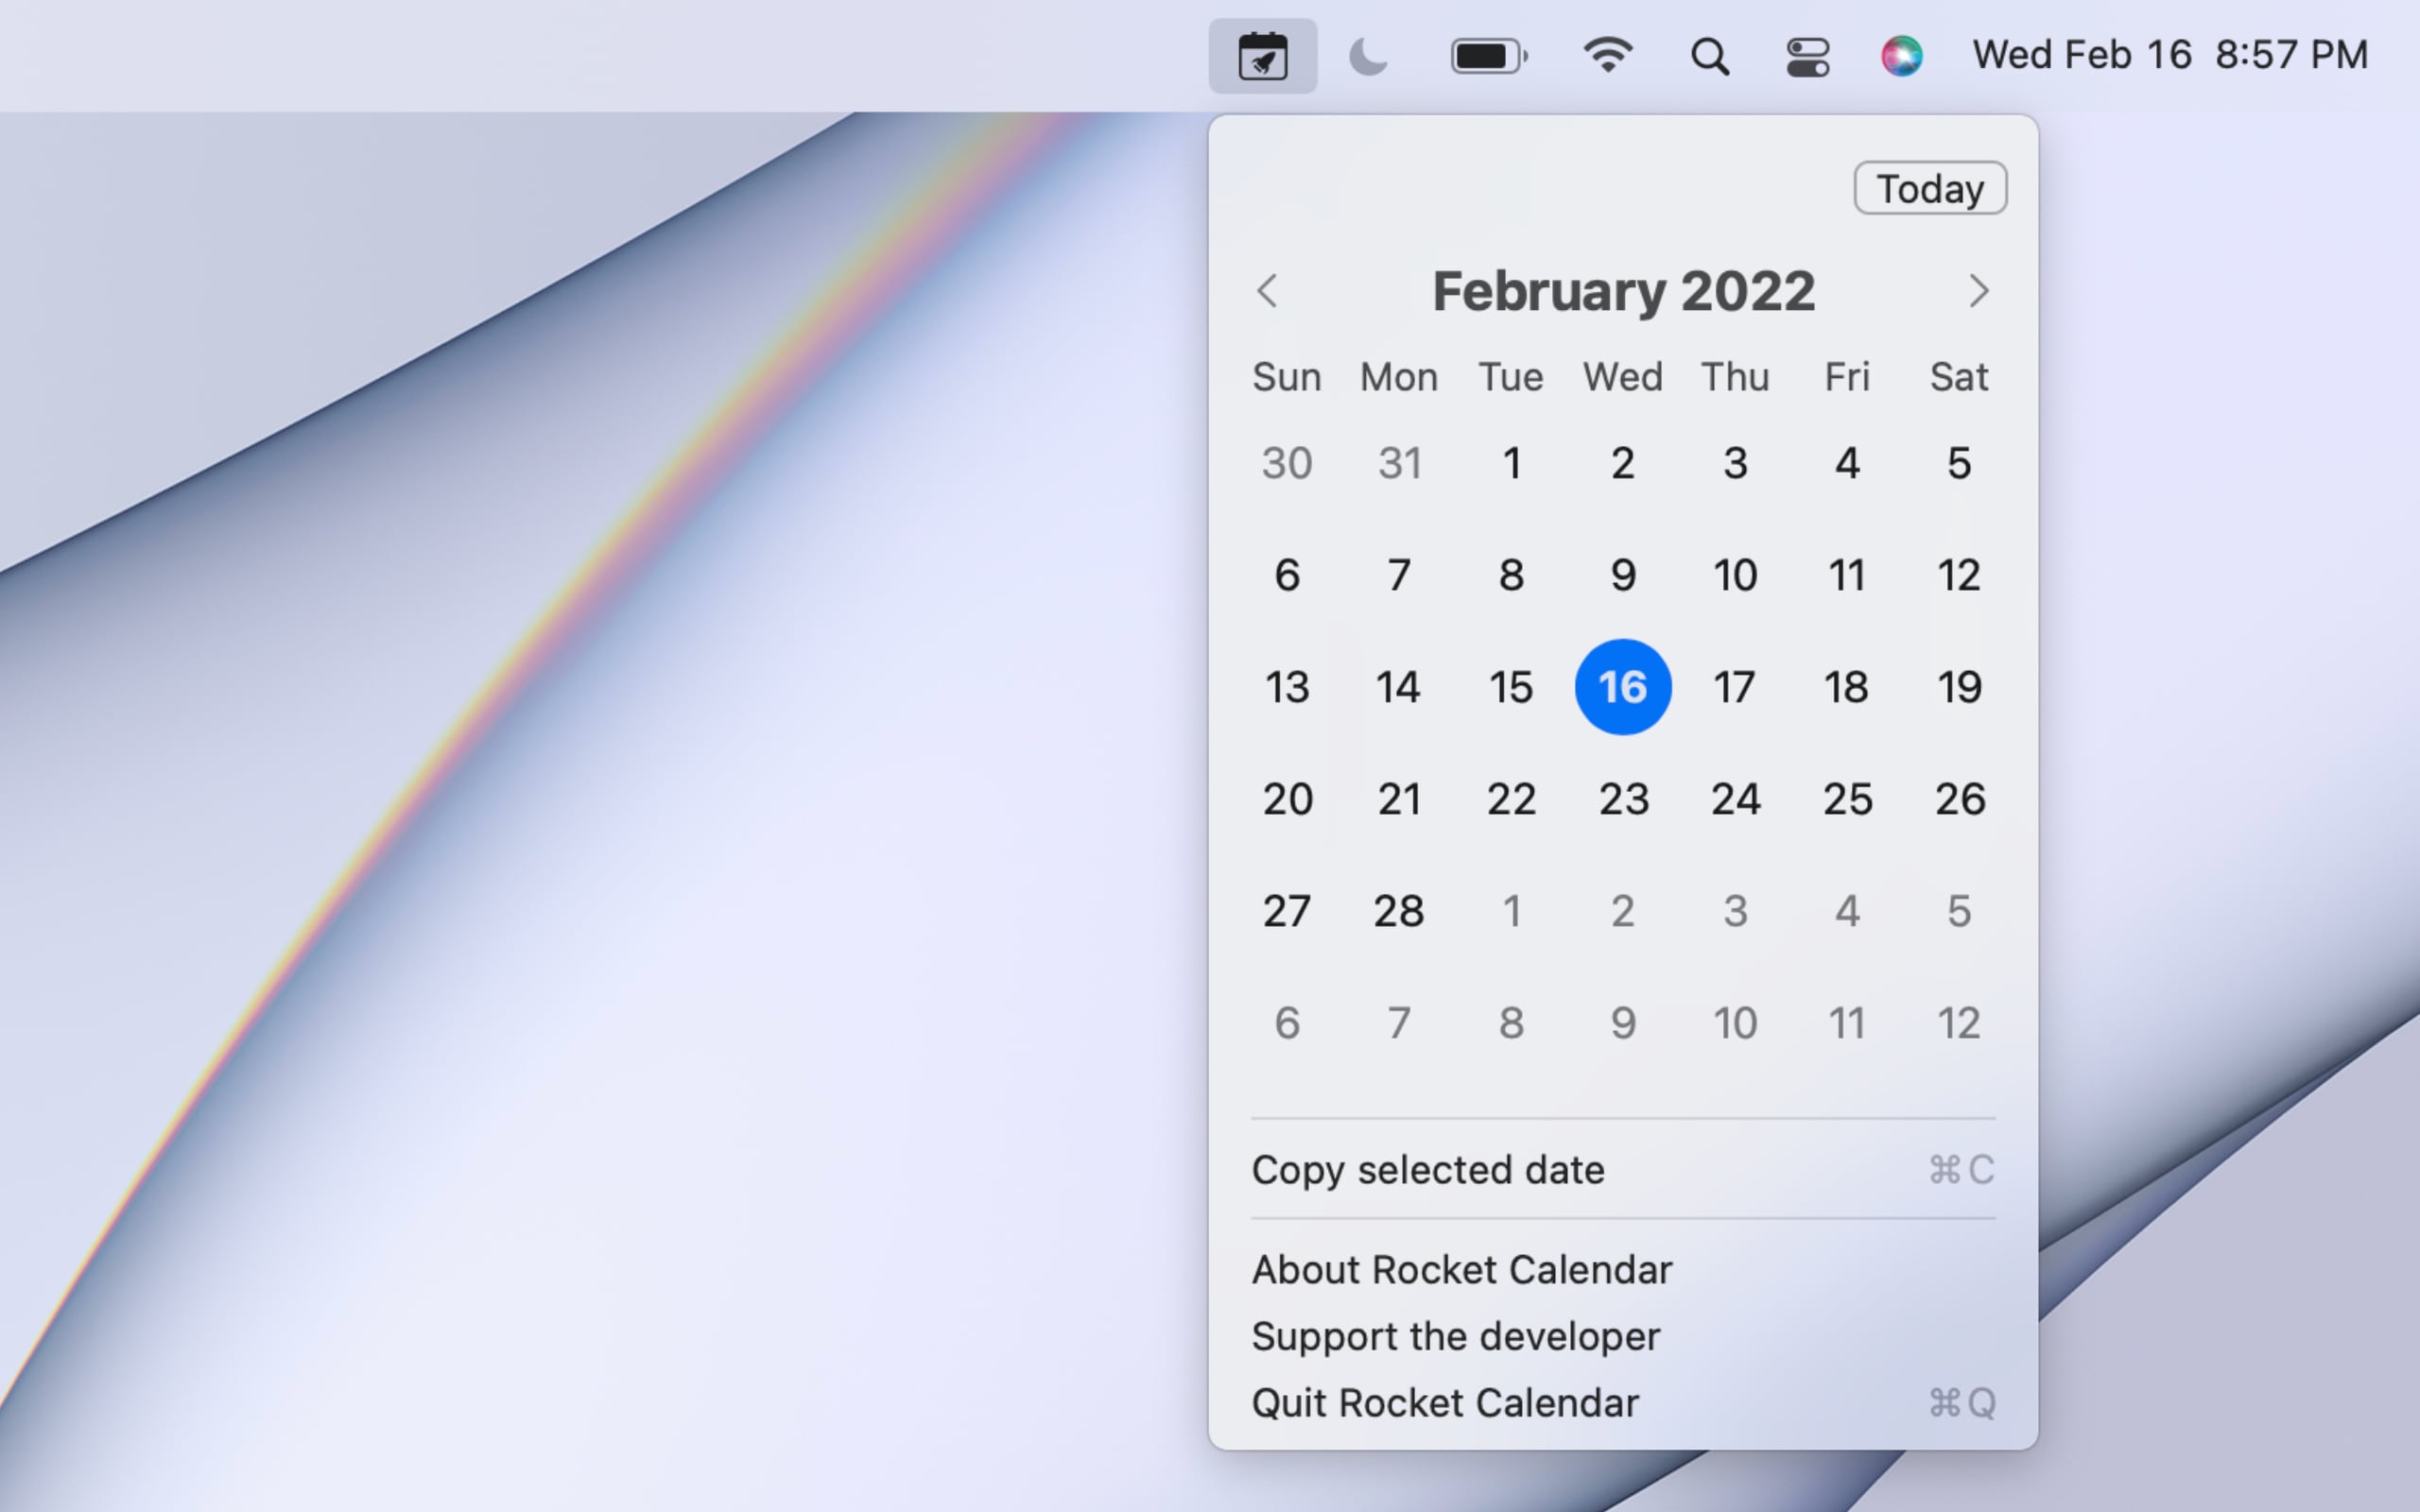 Wed Feb 16 8:57 PM
Today
February 2022
Sun Mon Tue Wed Thu Fri Sat
30 31 1 2 3 4 5
6 7 8 9 10 11 12
13 14 15 16 17 18 19
20 21 22 23 24 25 26
27 28 1 2 3 4 5
6 7 8 9 10 11 12
Copy selected date ⌘C
About Rocket Calendar
Support the developer
Quit Rocket Calendar ⌘Q